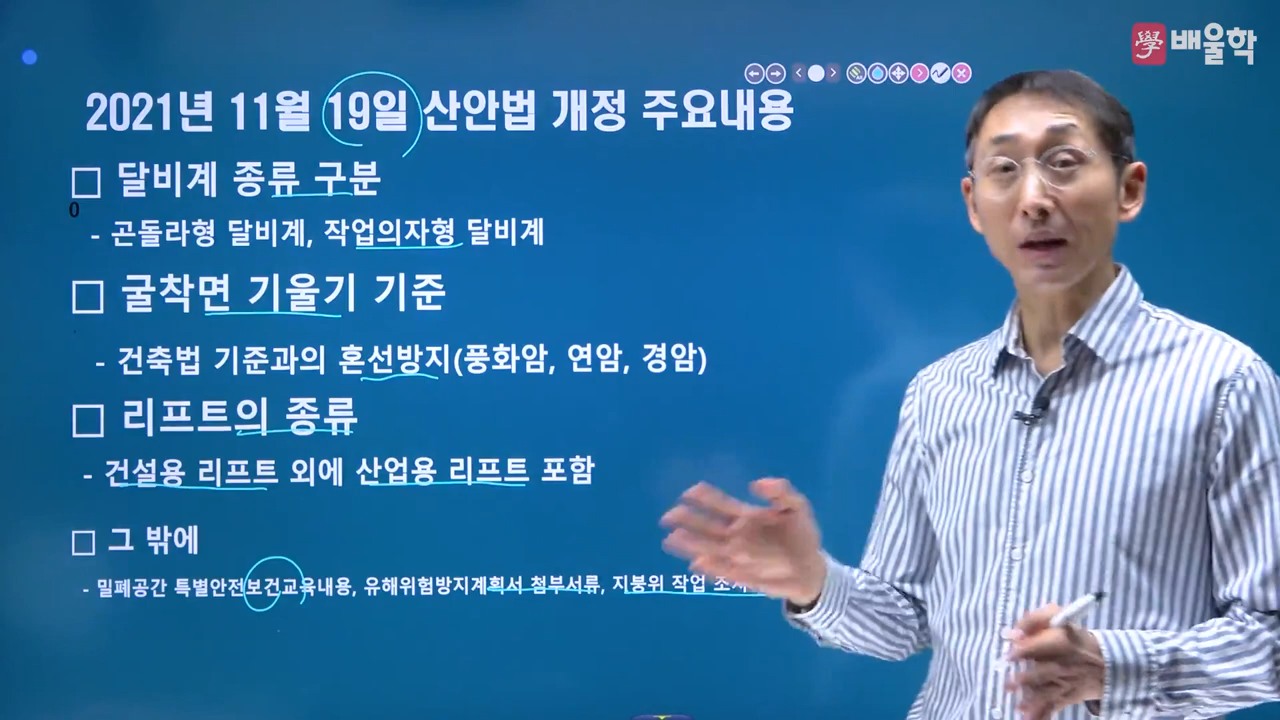 學 배울학
2021년 11월 19일 산안법 개정 주요내용
□ 달비계 종류 구분
0
- 곤돌라형 달비계, 작업의자형 달비계
□ 굴착면 기울기 기준
- 건축법 기준과의 혼선방지(풍화암, 연암, 경암)
□ 리프트의 종류
- 건설용 리프트 외에 산업용 리프트 포함
□ 그 밖에
- 밀폐공간 특별안전보건교육내용, 유해위험방지계획서 첨부서류, 지붕위 작업